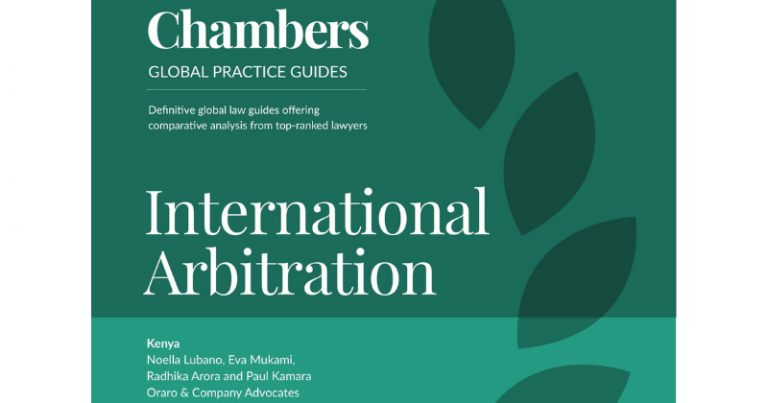 Chambers
GLOBAL PRACTICE GUIDES
Definitive global law guides offering
comparative analysis from top-ranked lawyers
International
Arbitration
Kenya
Noella Lubano, Eva Mukami,
Radhika Arora and Paul Kamara
Oraro & Company Advocates